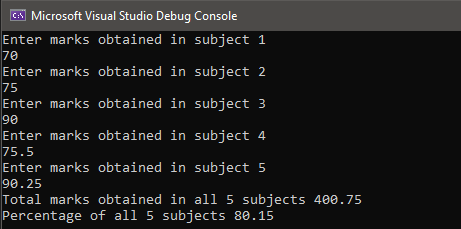 Microsoft Visual Studio Debug Console
Enter marks obtained in subject 1
70
Enter marks obtained in subject 2
75
Enter marks obtained in subject 3
90
Enter marks obtained in subject 4
75.5
Enter marks obtained in subject 5
90.25
Total marks obtained in all 5 subjects 400.75
Percentage of all 5 subjects 80.15